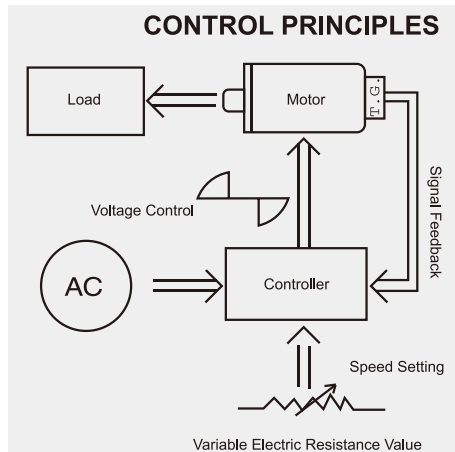 CONTROL PRINCIPLES
Load
Motor
T.G.
Signal Feedback
Voltage Control
AC
Controller
Speed Setting
Variable Electric Resistance Value